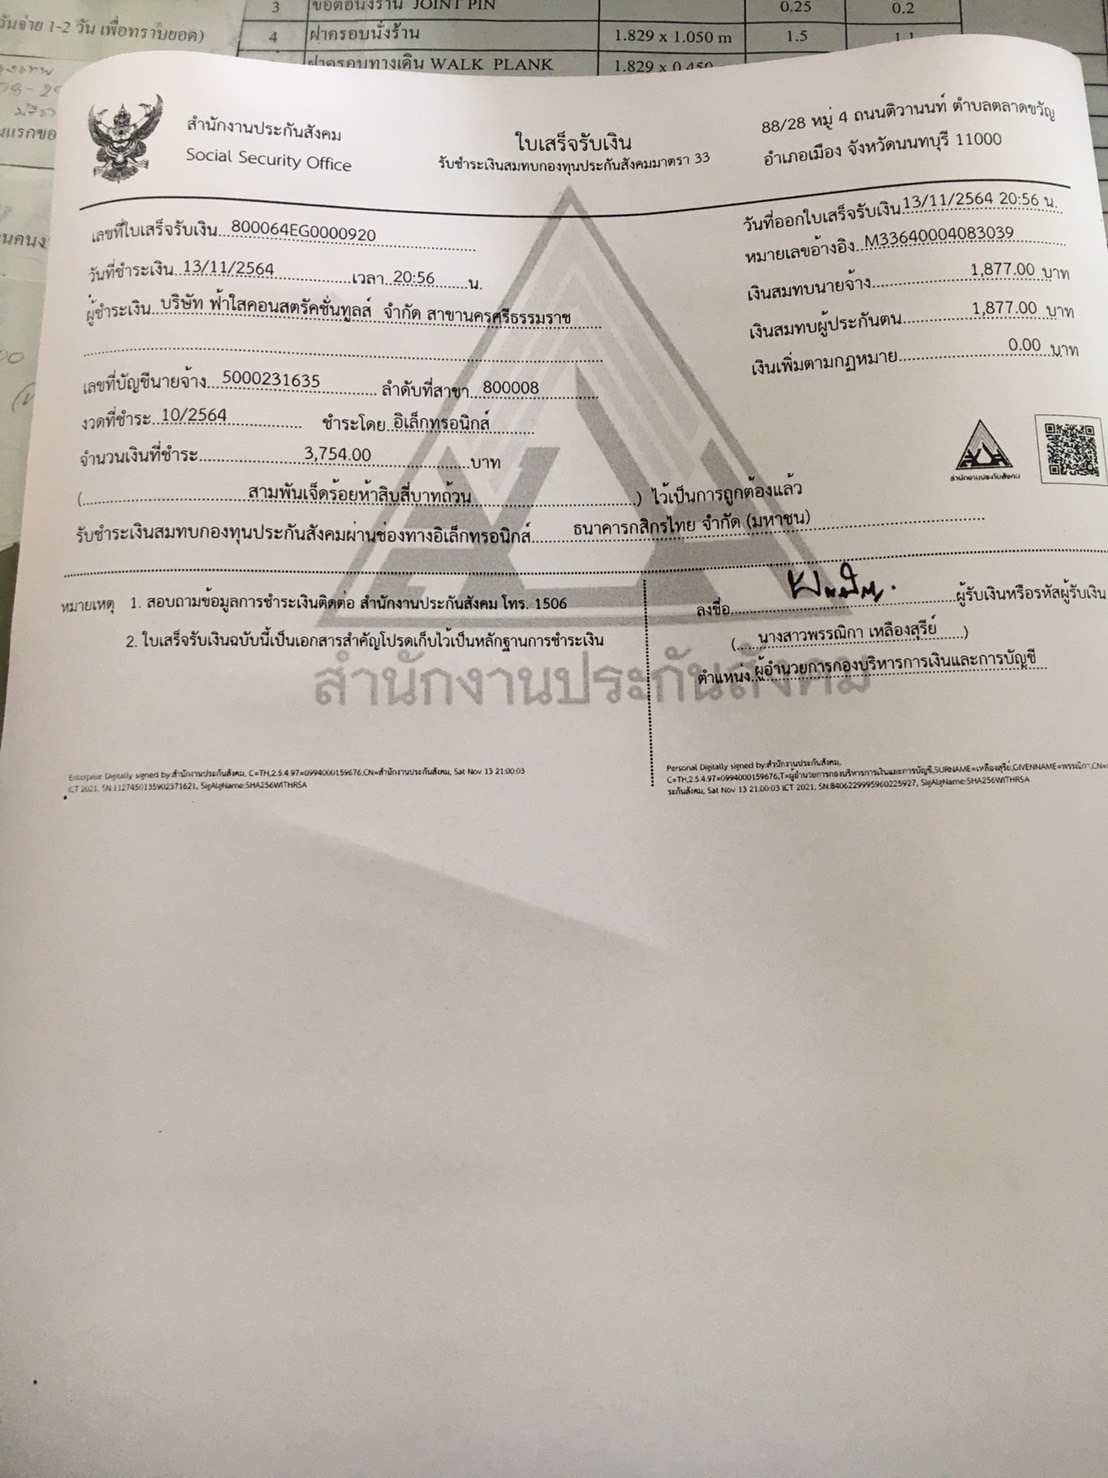 3 ข้อต่อนั่งร้าน JOINT PIN 0.25 0.2
วันจ่าย 1-2 วัน เพื่อทราบยอด)
4 ฝาครอบนั่งร้าน 1.829 x 1.050 m 1.5 1.1
ฝาครอบทางเดิน WALK PLANK 1.829 x 0.450
สำนักงานประกันสังคม
Social Security Office
ใบเสร็จรับเงิน
รับชำระเงินสมทบกองทุนประกันสังคมมาตรา 33
88/28 หมู่ 4 ถนนติวานนท์ ตำบลตลาดขวัญ
อำเภอเมือง จังหวัดนนทบุรี 11000
เลขที่ใบเสร็จรับเงิน 800064EG0000920
วันที่ชำระเงิน 13/11/2564 เวลา 20:56 น.
ผู้ชำระเงิน บริษัท ฟ้าใสคอนสตรัคชั่นทูลส์ จำกัด สาขานครศรีธรรมราช
เลขที่บัญชีนายจ้าง 5000231635 ลำดับที่สาขา 800008
งวดที่ชำระ 10/2564 ชำระโดย อิเล็กทรอนิกส์
จำนวนเงินที่ชำระ 3,754.00 บาท
(สามพันเจ็ดร้อยห้าสิบสี่บาทถ้วน) ไว้เป็นการถูกต้องแล้ว
รับชำระเงินสมทบกองทุนประกันสังคมผ่านช่องทางอิเล็กทรอนิกส์ ธนาคารกสิกรไทย จำกัด (มหาชน)
วันที่ออกใบเสร็จรับเงิน 13/11/2564 20:56 น.
หมายเลขอ้างอิง M33640004083039
เงินสมทบนายจ้าง 1,877.00 บาท
เงินสมทบผู้ประกันตน 1,877.00 บาท
เงินเพิ่มตามกฎหมาย 0.00 บาท
สำนักงานประกันสังคม
หมายเหตุ 1. สอบถามข้อมูลการชำระเงินติดต่อ สำนักงานประกันสังคม โทร. 1506
2. ใบเสร็จรับเงินฉบับนี้เป็นเอกสารสำคัญโปรดเก็บไว้เป็นหลักฐานการชำระเงิน
ลงชื่อ ผู้รับเงินหรือรหัสผู้รับเงิน
(นางสาวพรรณิภา เหลืองสุรีย์)
ตำแหน่ง ผู้อำนวยการกองบริหารการเงินและการบัญชี
สำนักงานประกันสังคม
Enterprise Digitally signed by:สำนักงานประกันสังคม, C=TH,2.5.4.97=0994000159676,CN=สำนักงานประกันสังคม, Sat Nov 13 21:00:03
ICT 2021, SN:1127450135902371621, SigAlgName:SHA256WITHRSA
Personal Digitally signed by:สำนักงานประกันสังคม,
C=TH,2.5.4.97=0994000159676,T=ผู้อำนวยการกองบริหารการเงินและการบัญชี,SURNAME=เหลืองสุรีย์,GIVENNAME=พรรณิภา,CN=
ระกันสังคม, Sat Nov 13 21:00:03 ICT 2021, SN:8406229995960225927, SigAlgName:SHA256WITHRSA